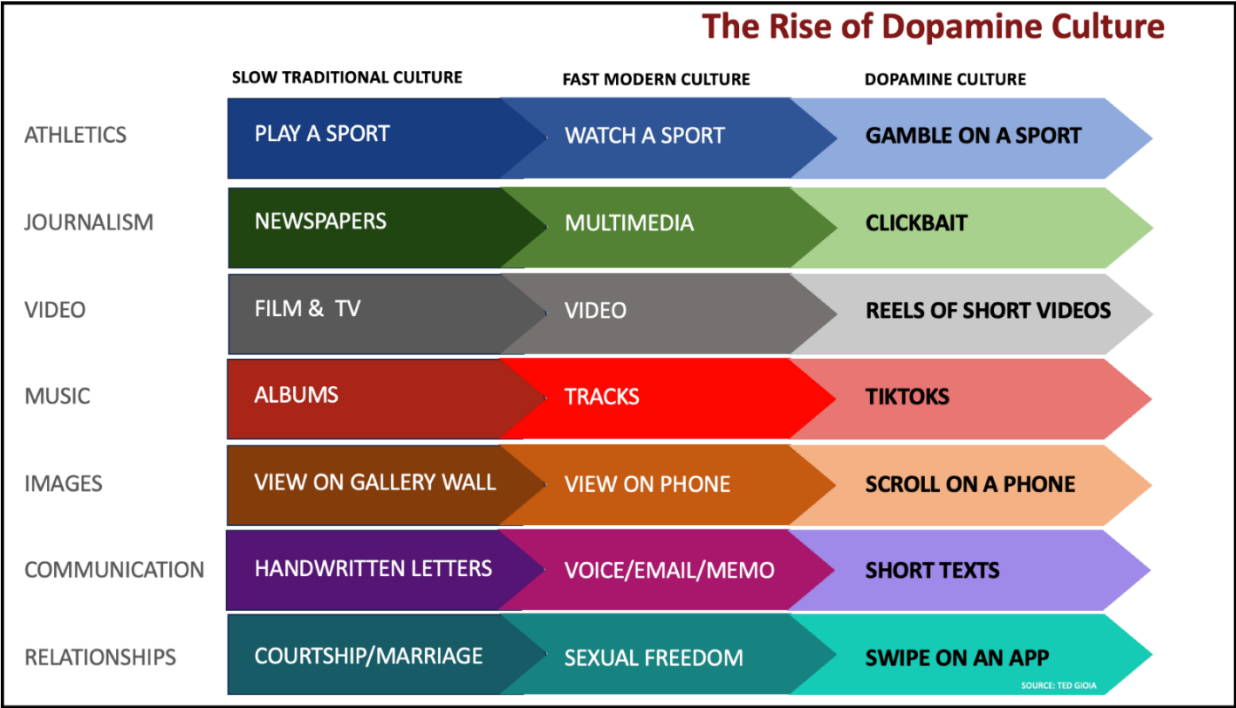 The Rise of Dopamine Culture
SLOW TRADITIONAL CULTURE FAST MODERN CULTURE DOPAMINE CULTURE
ATHLETICS PLAY A SPORT WATCH A SPORT GAMBLE ON A SPORT
JOURNALISM NEWSPAPERS MULTIMEDIA CLICKBAIT
VIDEO FILM & TV VIDEO REELS OF SHORT VIDEOS
MUSIC ALBUMS TRACKS TIKTOKS
IMAGES VIEW ON GALLERY WALL VIEW ON PHONE SCROLL ON A PHONE
COMMUNICATION HANDWRITTEN LETTERS VOICE/EMAIL/MEMO SHORT TEXTS
RELATIONSHIPS COURTSHIP/MARRIAGE SEXUAL FREEDOM SWIPE ON AN APP
SOURCE: TED GIOIA